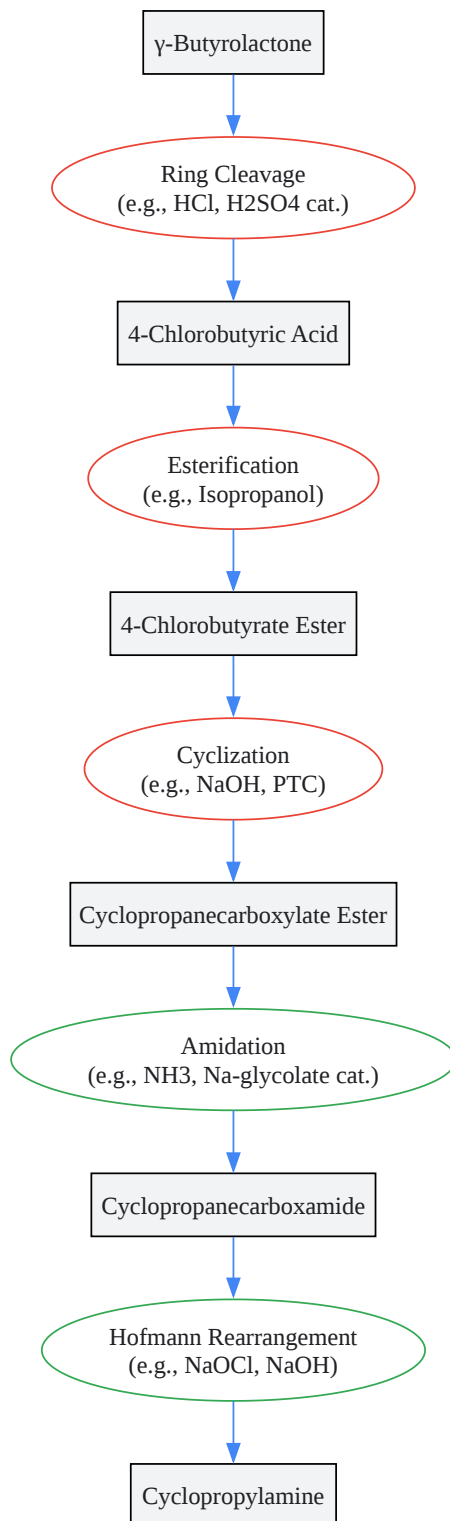 γ-Butyrolactone
Ring Cleavage
(e.g., HCl, H2SO4 cat.)
4-Chlorobutyric Acid
Esterification
(e.g., Isopropanol)
4-Chlorobutyrate Ester
Cyclization
(e.g., NaOH, PTC)
Cyclopropanecarboxylate Ester
Amidation
(e.g., NH3, Na-glycolate cat.)
Cyclopropanecarboxamide
Hofmann Rearrangement
(e.g., NaOCl, NaOH)
Cyclopropylamine